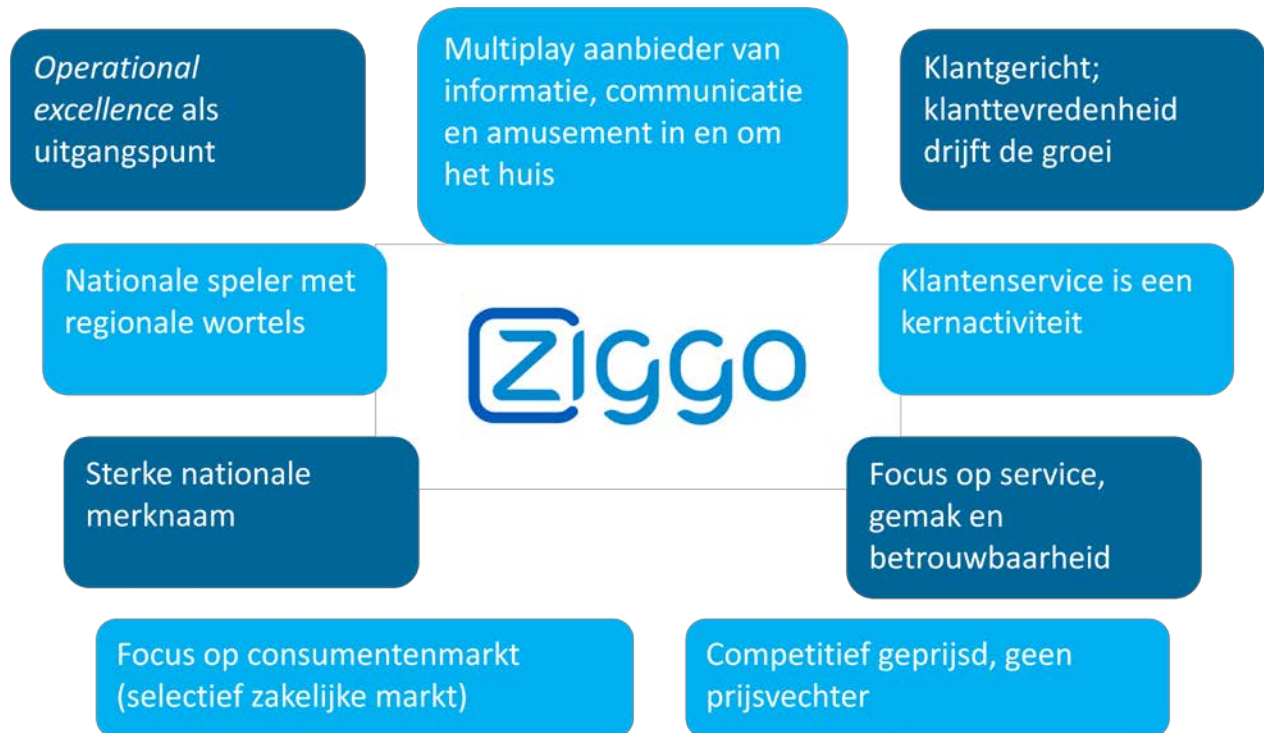 Operational
excellence als
uitgangspunt
Multiplay aanbieder van
informatie, communicatie
en amusement in en om
het huis
Klantgericht;
klanttevredenheid
drijft de groei
Nationale speler met
regionale wortels
ziggo
Klantenservice is een
kernactiviteit
Sterke nationale
merknaam
Focus op service,
gemak en
betrouwbaarheid
Focus op consumentenmarkt
(selectief zakelijke markt)
Competitief geprijsd, geen
prijsvechter